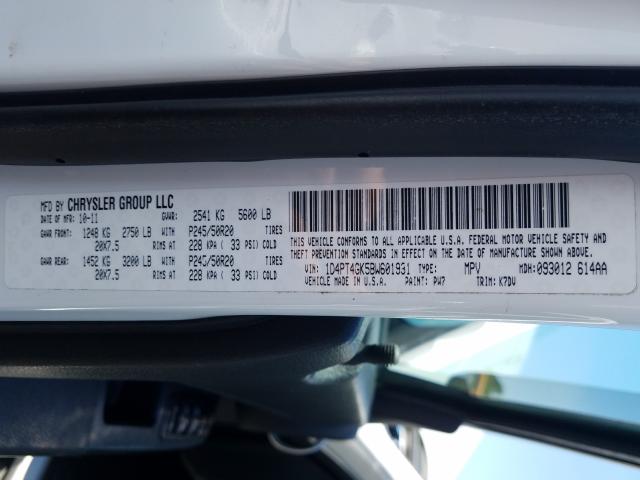 MFD BY CHRYSLER GROUP LLC
DATE OF MFR: 10-11 GVWR: 2541 KG 5600 LB
GAWR FRONT: 1248 KG 2750 LB WITH P245/50R20 TIRES
20X7.5 RIMS AT 228 KPA ( 33 PSI) COLD
GAWR REAR: 1452 KG 3200 LB WITH P245/50R20 TIRES
20X7.5 RIMS AT 228 KPA ( 33 PSI) COLD
THIS VEHICLE CONFORMS TO ALL APPLICABLE U.S.A. FEDERAL MOTOR VEHICLE SAFETY AND
THEFT PREVENTION STANDARDS IN EFFECT ON THE DATE OF MANUFACTURE SHOWN ABOVE.
VIN: 1D4PT4GK5BW601931 TYPE: MPV MDH: 093012 614AA
VEHICLE MADE IN U.S.A. PAINT: PW7 TRIM: K7DV